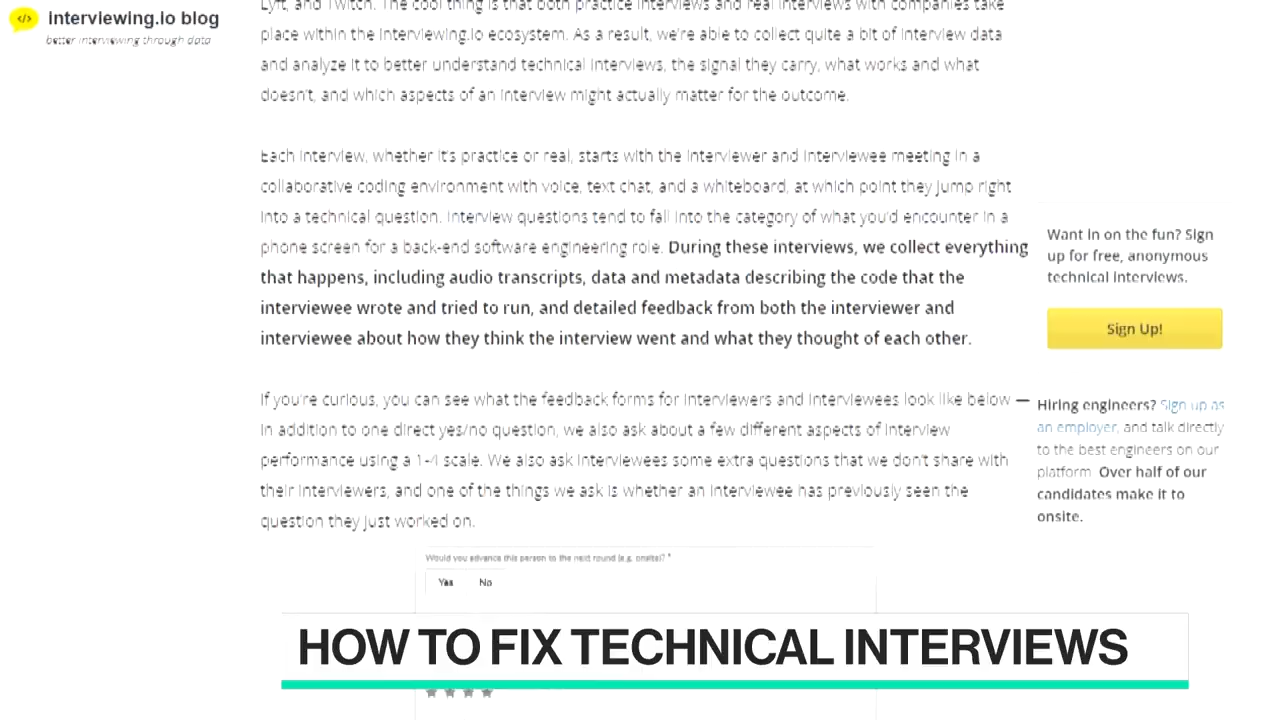 interviewing.io blog
better interviewing through data
Lyft, and Twitch. The cool thing is that both practice interviews and real interviews with companies take
place within the interviewing.io ecosystem. As a result, we're able to collect quite a bit of interview data
and analyze it to better understand technical interviews, the signal they carry, what works and what
doesn't, and which aspects of an interview might actually matter for the outcome.
Each interview, whether it's practice or real, starts with the interviewer and interviewee meeting in a
collaborative coding environment with voice, text chat, and a whiteboard, at which point they jump right
into a technical question. Interview questions tend to fall into the category of what you'd encounter in a
phone screen for a back-end software engineering role. During these interviews, we collect everything
that happens, including audio transcripts, data and metadata describing the code that the
interviewee wrote and tried to run, and detailed feedback from both the interviewer and
interviewee about how they think the interview went and what they thought of each other.
If you're curious, you can see what the feedback forms for interviewers and interviewees look like below —
in addition to one direct yes/no question, we also ask about a few different aspects of interview
performance using a 1-4 scale. We also ask interviewees some extra questions that we don't share with
their interviewers, and one of the things we ask is whether an interviewee has previously seen the
question they just worked on.
Want in on the fun? Sign
up for free, anonymous
technical interviews.
Sign Up!
Hiring engineers? Sign up as
an employer, and talk directly
to the best engineers on our
platform. Over half of our
candidates make it to
onsite.
Would you advance this person to the next round (e.g. onsite)? *
Yes No
HOW TO FIX TECHNICAL INTERVIEWS